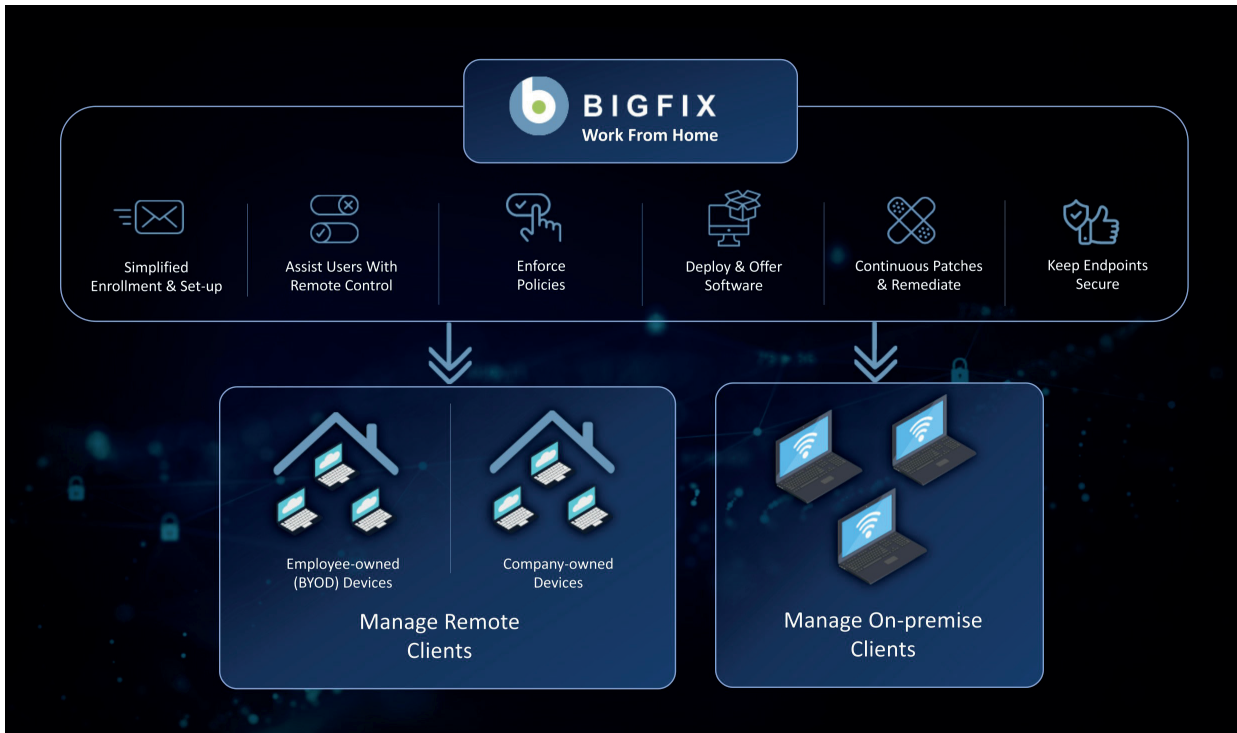 BIGFIX
Work From Home
Simplified
Enrollment & Set-up
Assist Users With
Remote Control
Enforce
Policies
Deploy & Offer
Software
Continuous Patches
& Remediate
Keep Endpoints
Secure
Employee-owned
(BYOD) Devices
Company-owned
Devices
Manage Remote
Clients
Manage On-premise
Clients